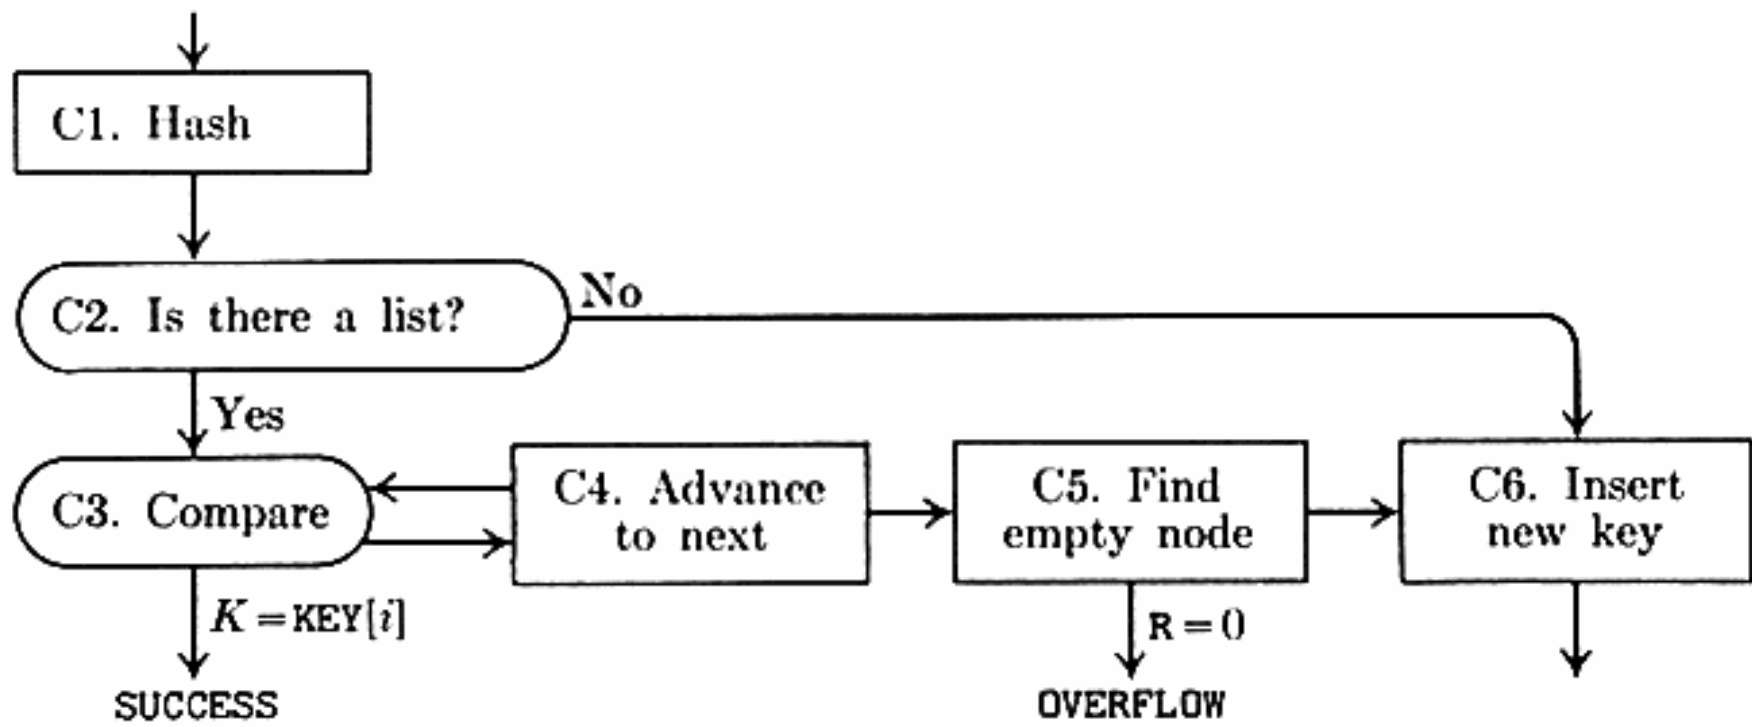 C1. Hash
C2. Is there a list?
No
Yes
C3. Compare
C4. Advance
to next
C5. Find
empty node
C6. Insert
new key
K = KEY[i]
R = 0
SUCCESS
OVERFLOW